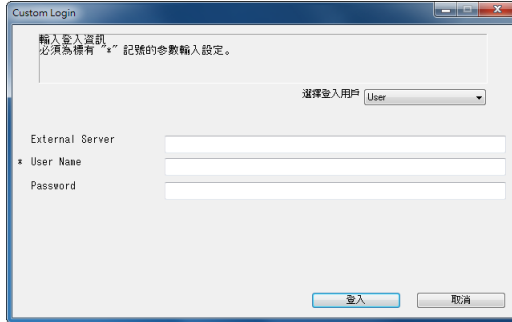 Custom Login
輸入登入資訊
必須為標有 "*" 記號的參數輸入設定。
選擇登入用戶 User
External Server
* User Name
Password
登入 取消